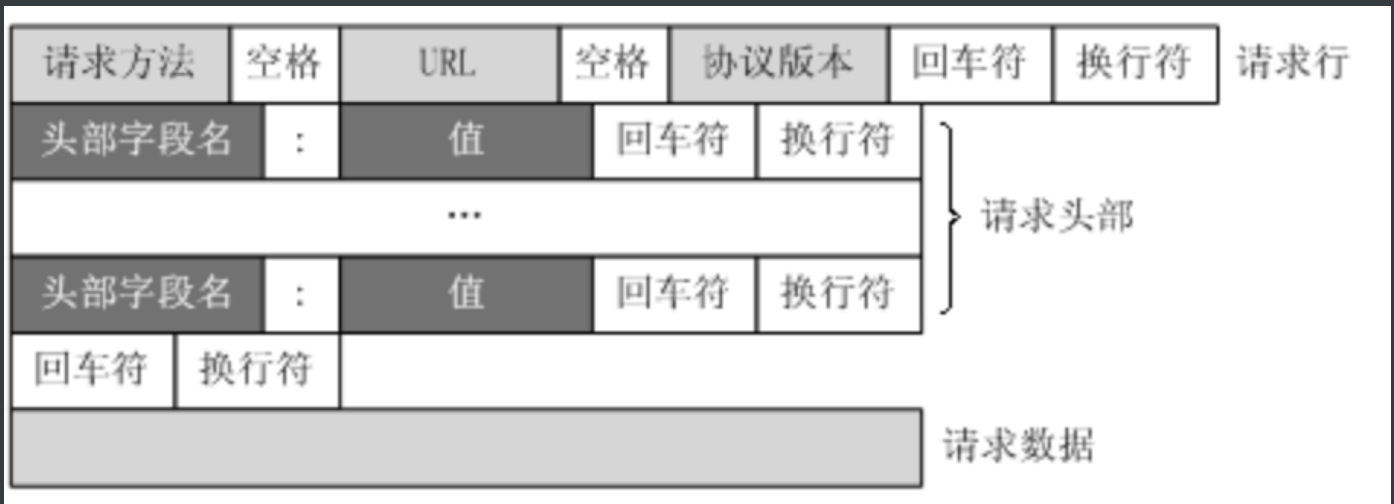 请求方法 空格 URL 空格 协议版本 回车符 换行符 请求行
头部字段名 : 值 回车符 换行符
… 请求头部
头部字段名 : 值 回车符 换行符
回车符 换行符
请求数据